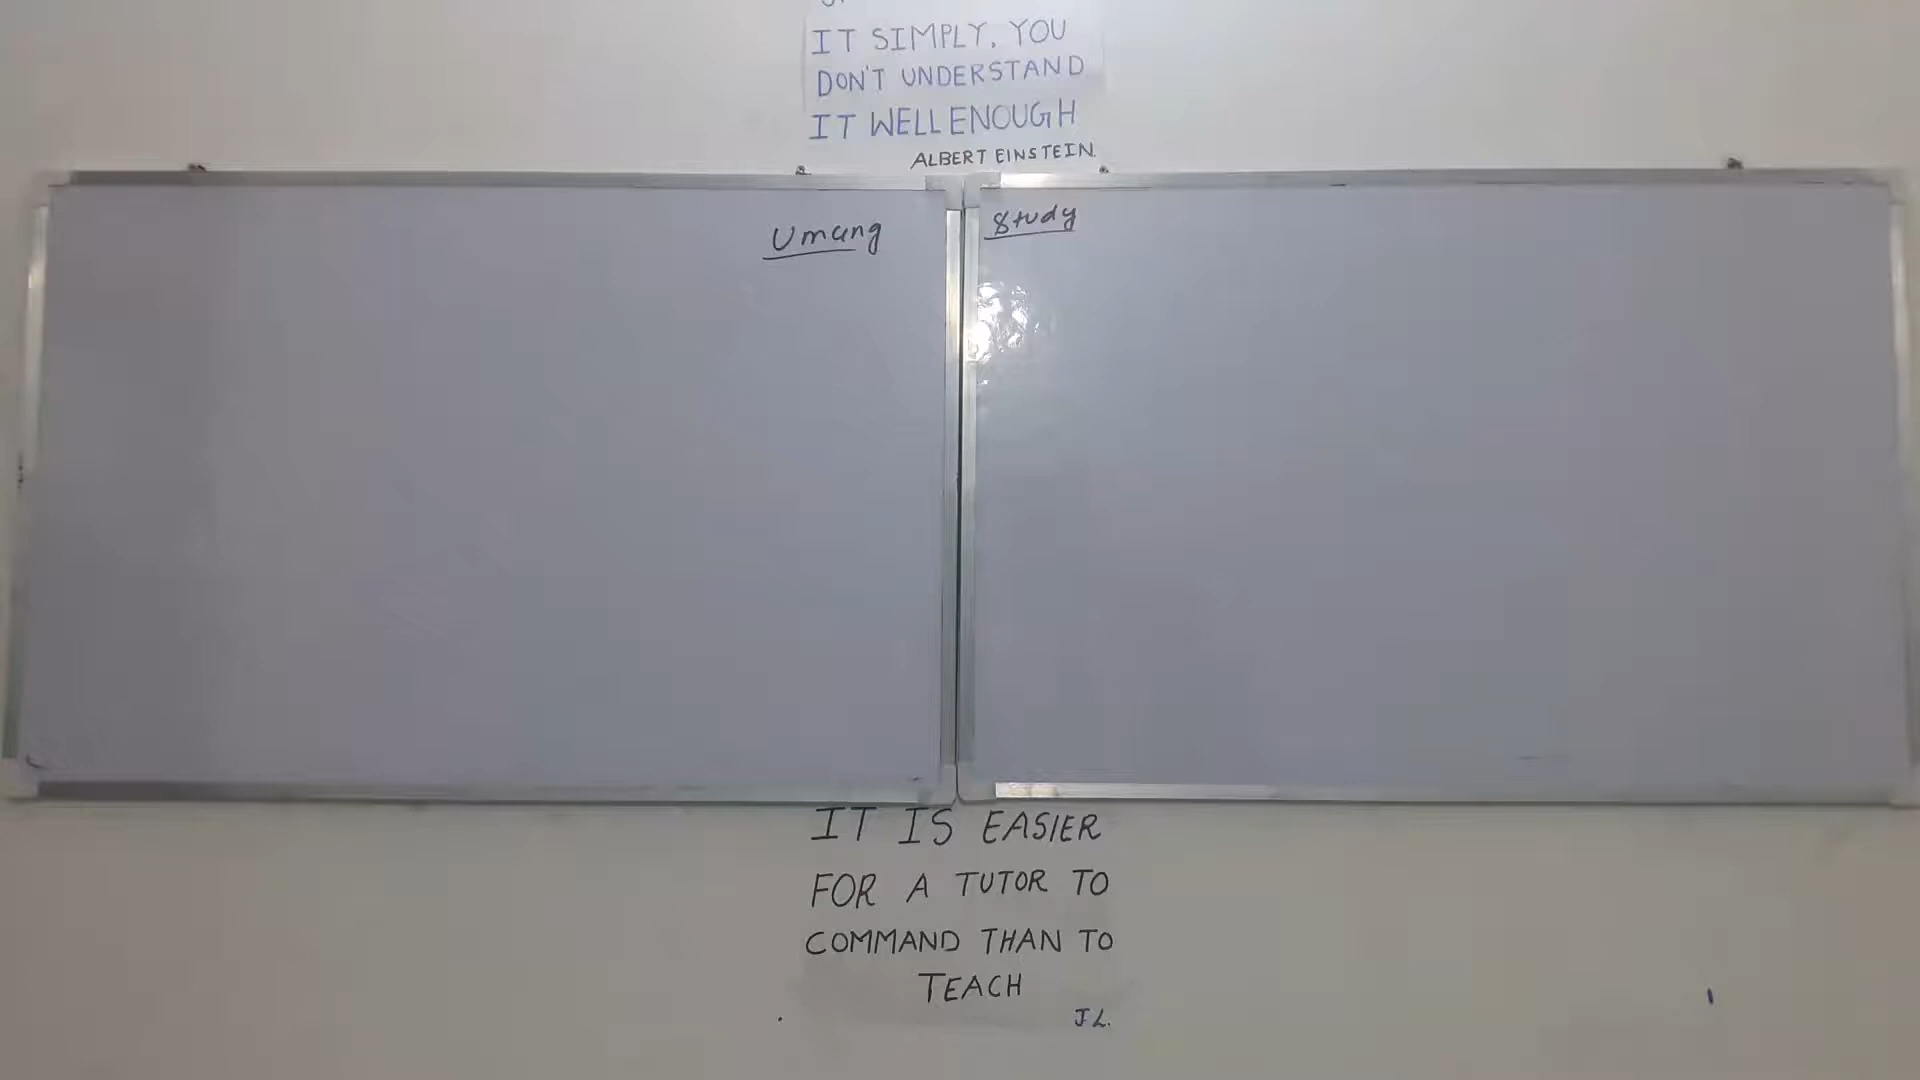 IT SIMPLY, YOU
DON'T UNDERSTAND
IT WELL ENOUGH
ALBERT EINSTEIN.
Umang
Study
IT IS EASIER
FOR A TUTOR TO
COMMAND THAN TO
TEACH
J L.